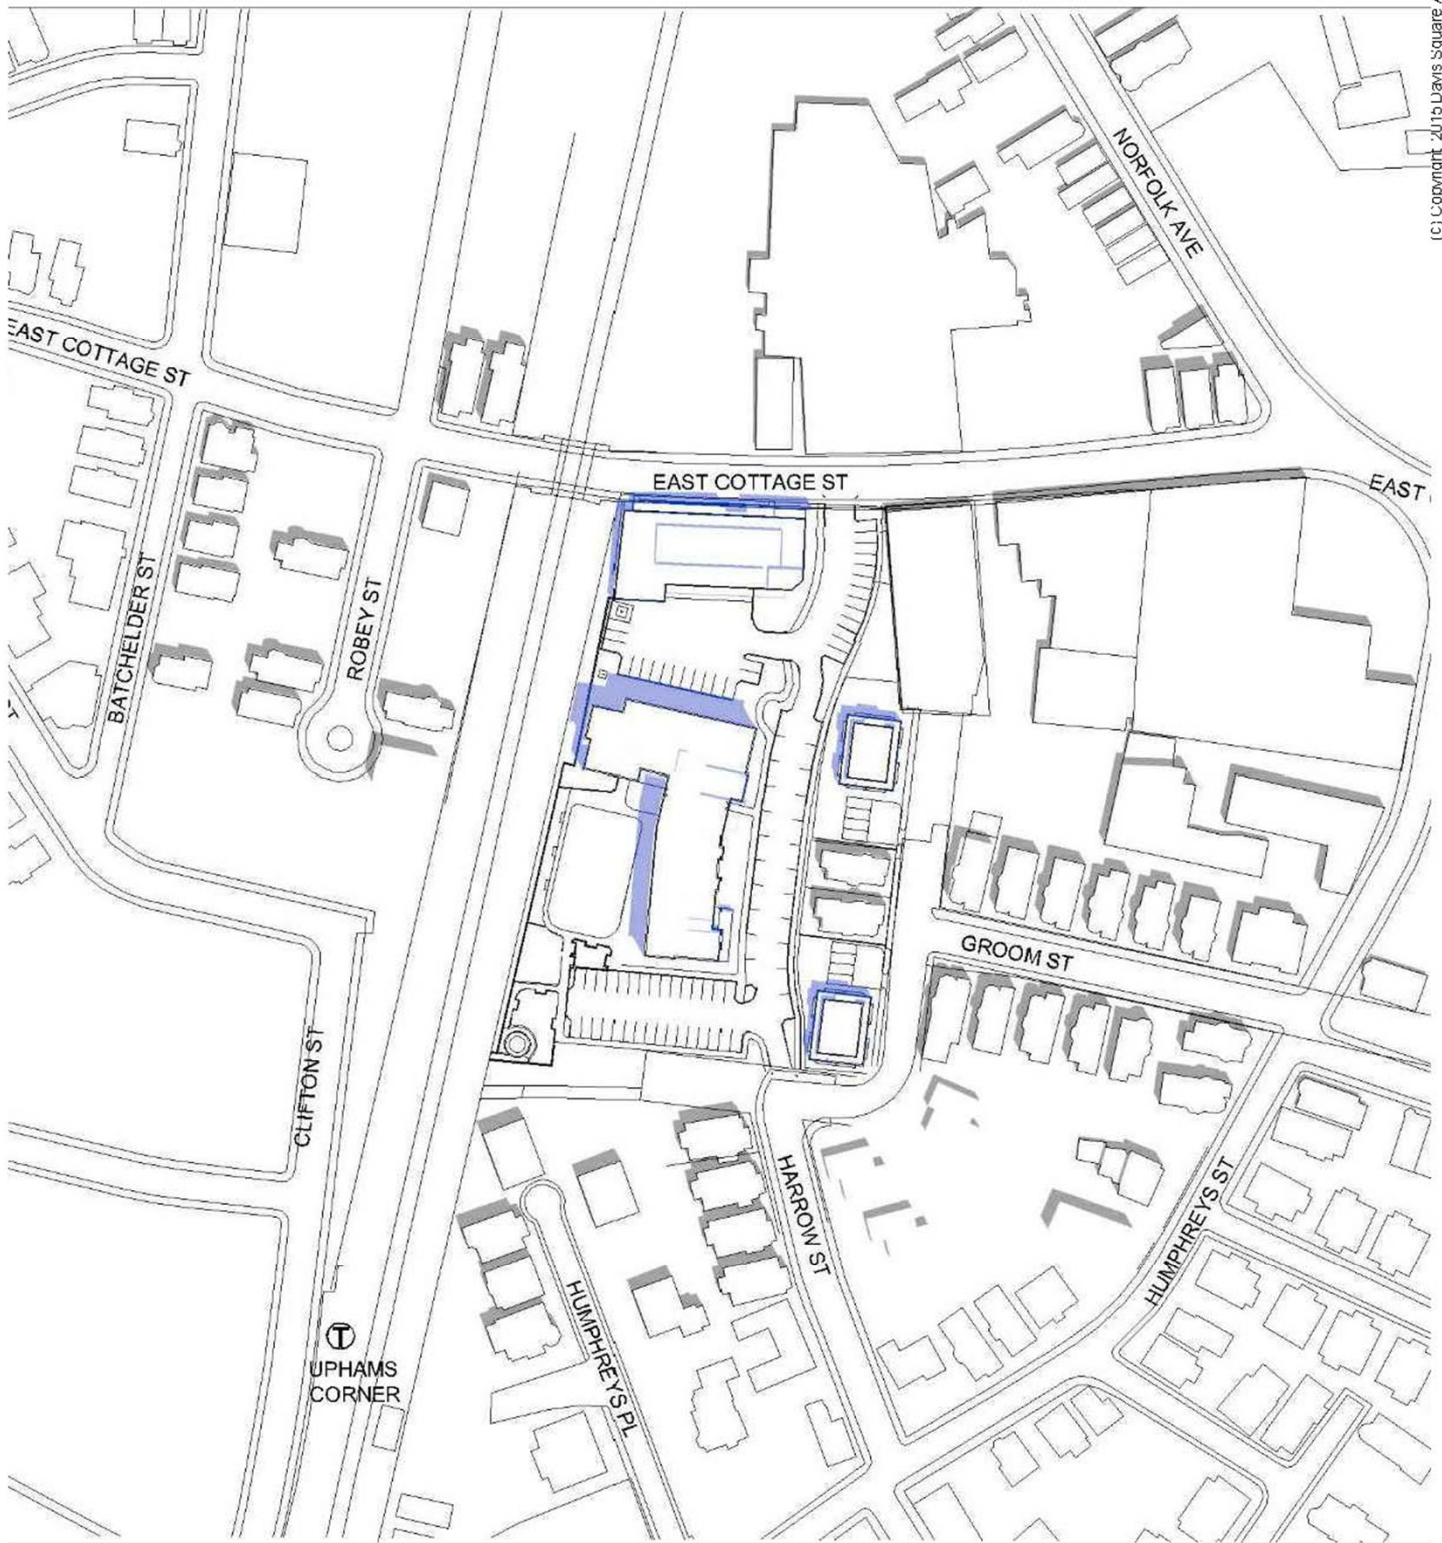 (C) Copyright 2015 Davis Square
NORFOLK AVE
EAST COTTAGE ST
EAST COTTAGE ST
EAST
BATCHELDER ST
ROBEY ST
GROOM ST
CLIFTON ST
HARROW ST
HUMPHREYS ST
HUMPHREYS PL
T
UPHAMS
CORNER